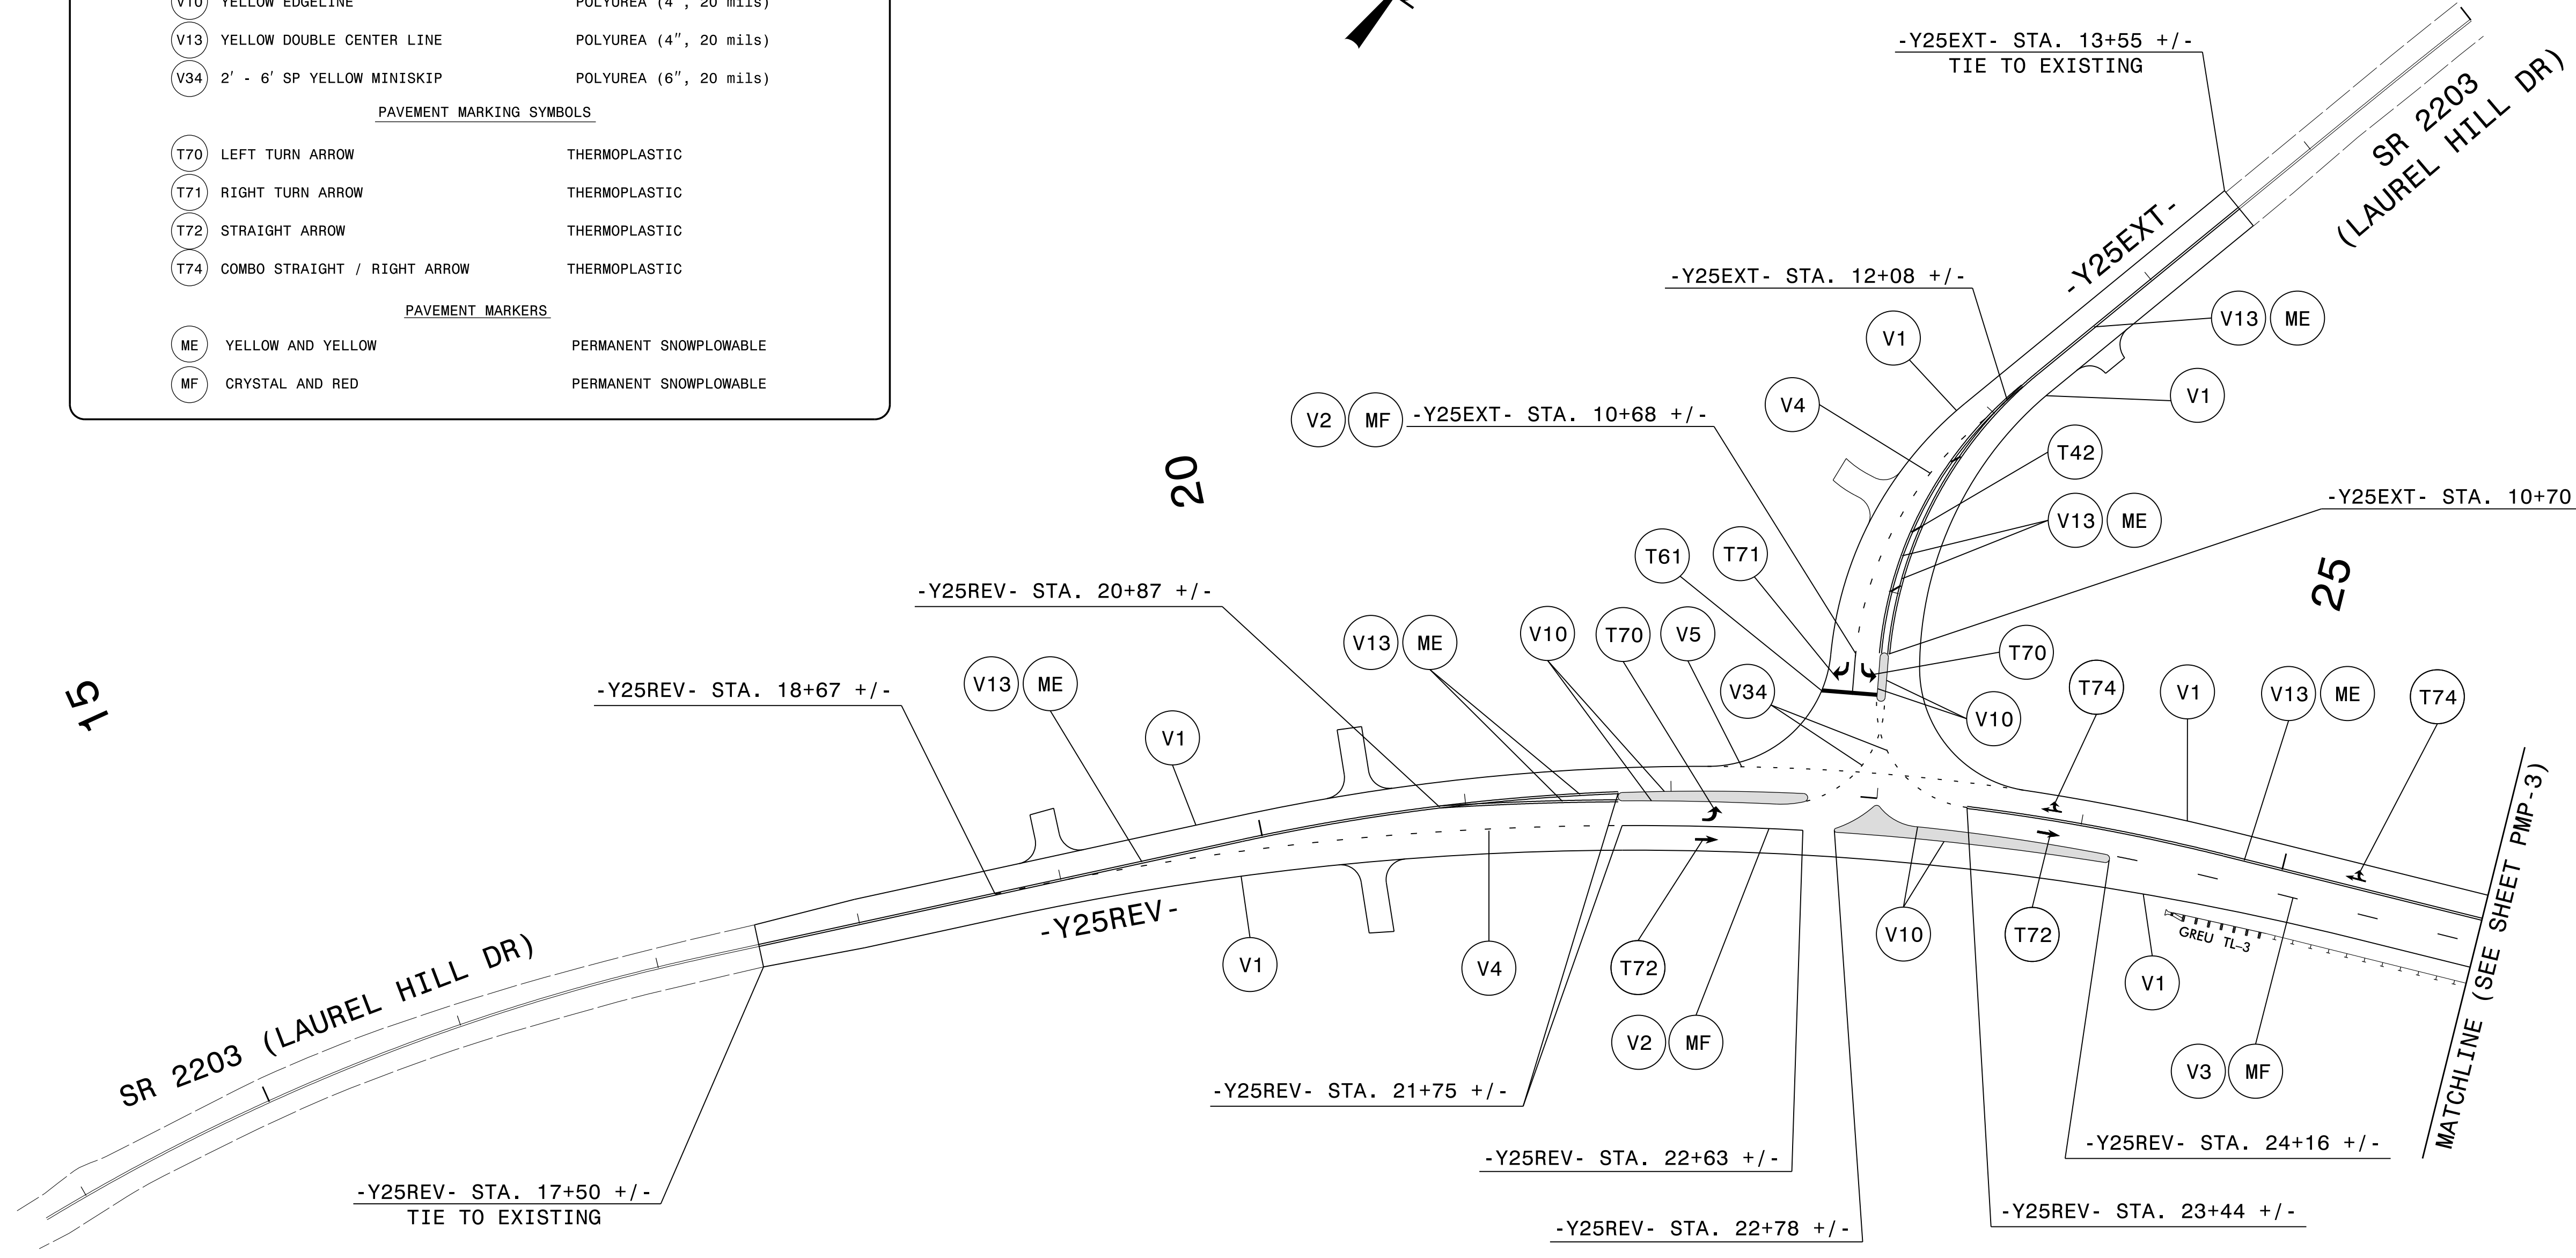 V10 YELLOW EDGELINE POLYUREA (4", 20 mils)
V13 YELLOW DOUBLE CENTER LINE POLYUREA (4", 20 mils)
V34 2' - 6' SP YELLOW MINISKIP POLYUREA (6", 20 mils)
PAVEMENT MARKING SYMBOLS
T70 LEFT TURN ARROW THERMOPLASTIC
T71 RIGHT TURN ARROW THERMOPLASTIC
T72 STRAIGHT ARROW THERMOPLASTIC
T74 COMBO STRAIGHT / RIGHT ARROW THERMOPLASTIC
PAVEMENT MARKERS
ME YELLOW AND YELLOW PERMANENT SNOWPLOWABLE
MF CRYSTAL AND RED PERMANENT SNOWPLOWABLE
-Y25EXT- STA. 13+55 +/-
TIE TO EXISTING
SR 2203
(LAUREL HILL DR)
-Y25EXT-
-Y25EXT- STA. 12+08 +/-
V13 ME
V1
V1
V4
V2 MF -Y25EXT- STA. 10+68 +/-
T42
20
-Y25EXT- STA. 10+70
V13 ME
T61
T71
25
-Y25REV- STA. 20+87 +/-
V13 ME
V10
T70
V5
T70
15
-Y25REV- STA. 18+67 +/-
V13 ME
V34
T74
V1
V13 ME
T74
V10
V1
MATCHLINE (SEE SHEET PMP-3)
-Y25REV-
GREU TL-3
SR 2203 (LAUREL HILL DR)
V1
V4
T72
V10
T72
V1
V2 MF
V3 MF
-Y25REV- STA. 21+75 +/-
-Y25REV- STA. 22+63 +/-
-Y25REV- STA. 24+16 +/-
-Y25REV- STA. 17+50 +/-
TIE TO EXISTING
-Y25REV- STA. 23+44 +/-
-Y25REV- STA. 22+78 +/-